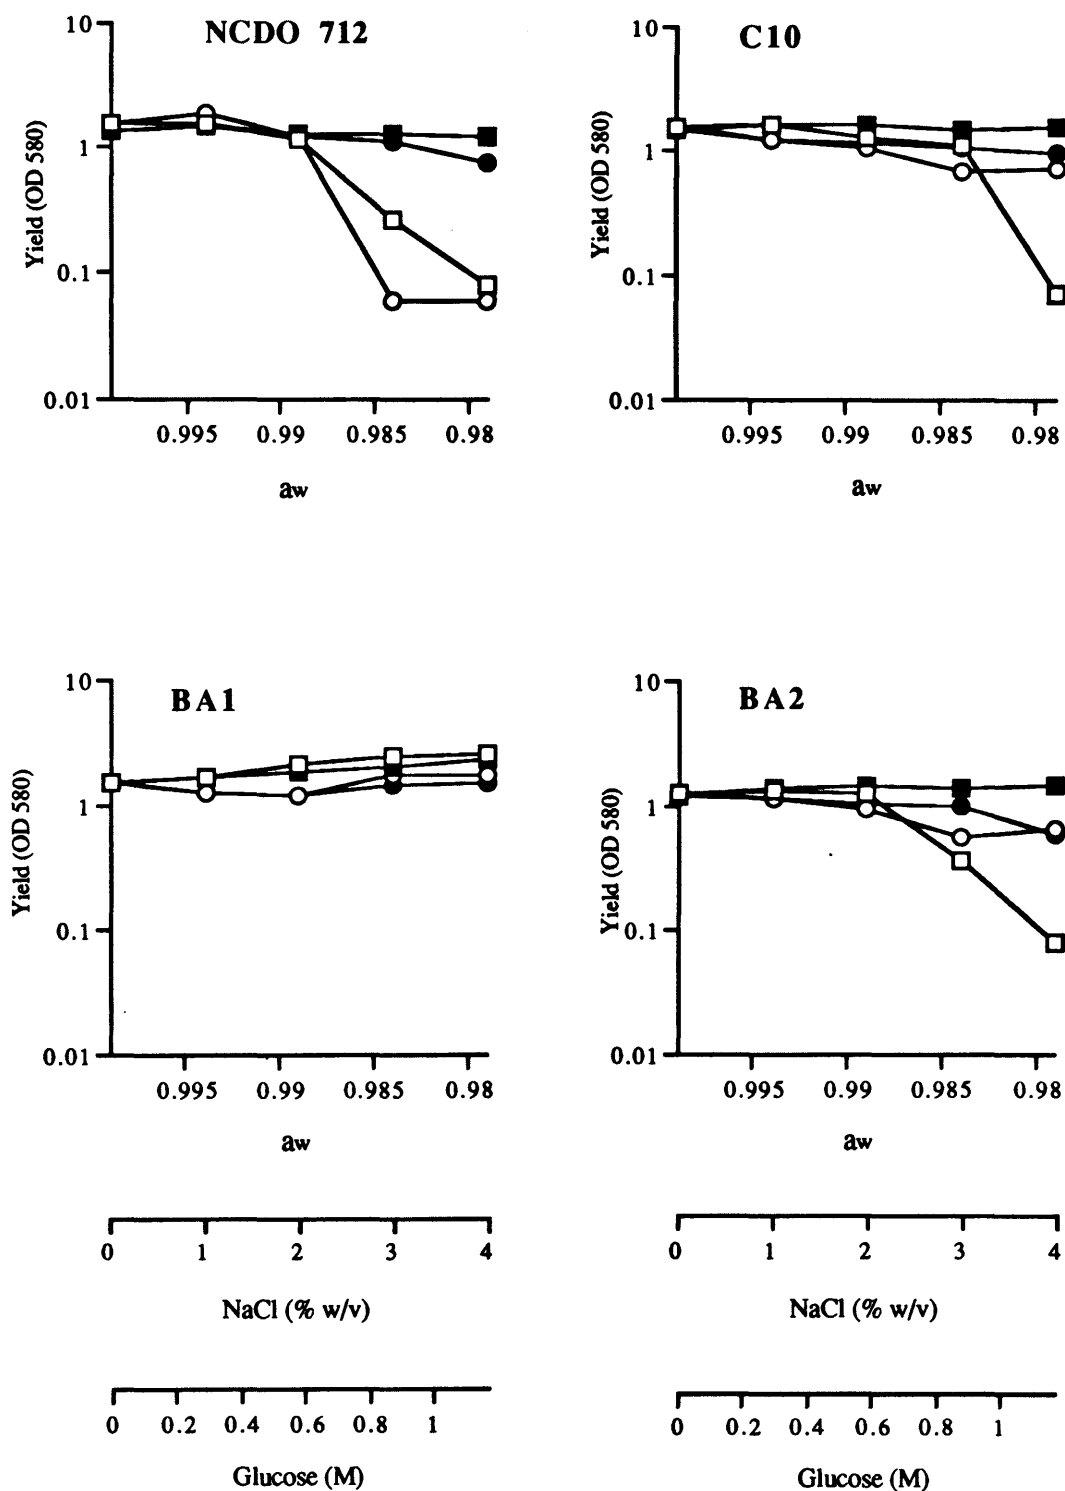 NCDO 712
10
1
0.1
0.01
Yield (OD 580)
0.995 0.99 0.985 0.98
aw
C10
10
1
0.1
0.01
Yield (OD 580)
0.995 0.99 0.985 0.98
aw
BA1
10
1
0.1
0.01
Yield (OD 580)
0.995 0.99 0.985 0.98
aw
0 1 2 3 4
NaCl (% w/v)
0 0.2 0.4 0.6 0.8 1
Glucose (M)
BA2
10
1
0.1
0.01
Yield (OD 580)
0.995 0.99 0.985 0.98
aw
0 1 2 3 4
NaCl (% w/v)
0 0.2 0.4 0.6 0.8 1
Glucose (M)